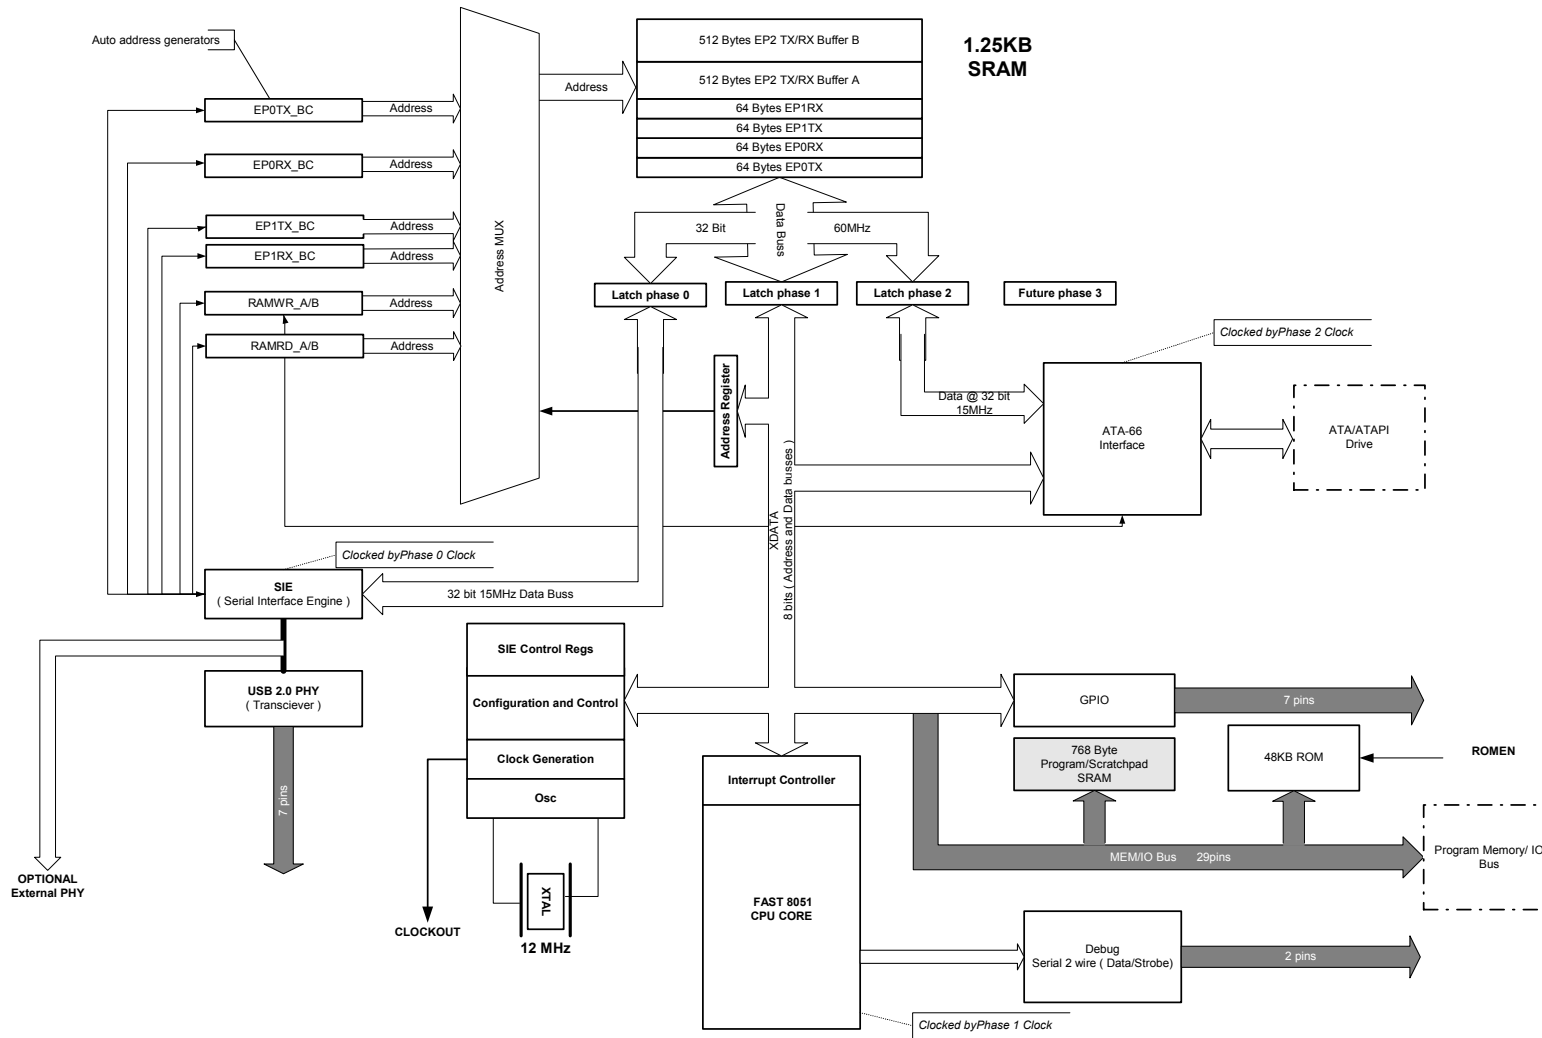 Auto address generators
512 Bytes EP2 TX/RX Buffer B
1.25KB
SRAM
512 Bytes EP2 TX/RX Buffer A
Address
EP0TX_BC
Address
64 Bytes EP1RX
64 Bytes EP1TX
64 Bytes EP0RX
64 Bytes EP0TX
EP0RX_BC
Address
Address MUX
EP1TX_BC
Address
EP1RX_BC
Address
32 Bit
Data Buss
60MHz
RAMWR_A/B
Address
Latch phase 0
Latch phase 1
Latch phase 2
Future phase 3
RAMRD_A/B
Address
Clocked byPhase 2 Clock
Address Register
Data @ 32 bit
15MHz
ATA-66
Interface
ATA/ATAPI
Drive
XDATA
8 bits ( Address and Data busses )
Clocked byPhase 0 Clock
SIE
( Serial Interface Engine )
32 bit 15MHz Data Buss
SIE Control Regs
USB 2.0 PHY
( Transciever )
Configuration and Control
GPIO
7 pins
Clock Generation
Osc
768 Byte
Program/Scratchpad
SRAM
48KB ROM
ROMEN
Interrupt Controller
7 pins
MEM/IO Bus 29pins
Program Memory/ IO
Bus
OPTIONAL
External PHY
XTAL
12 MHz
CLOCKOUT
FAST 8051
CPU CORE
Debug
Serial 2 wire ( Data/Strobe)
2 pins
Clocked byPhase 1 Clock